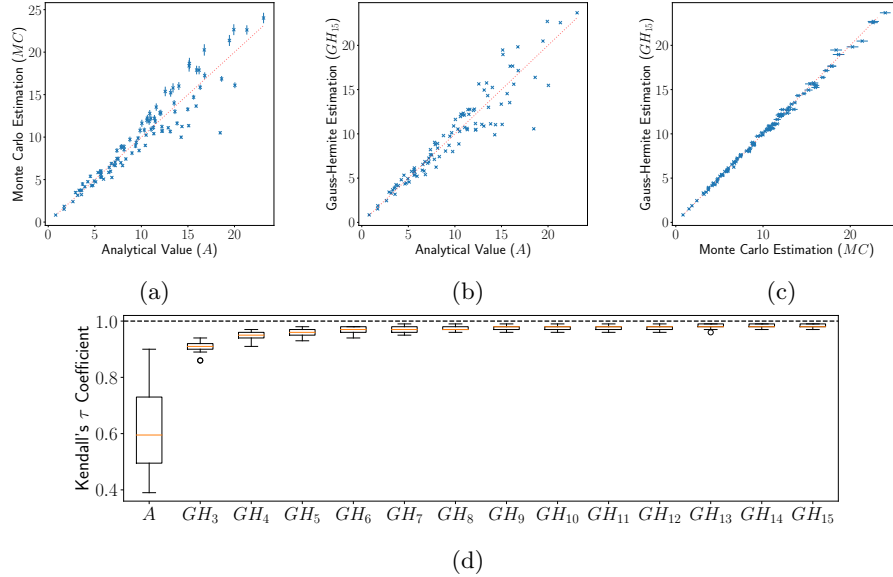 Monte Carlo Estimation (MC)
25
20
15
10
5
0
0
5
10
15
20
Analytical Value (A)
(a)
Gauss-Hermite Estimation (GH₁₅)
20
15
10
5
0
0
5
10
15
20
Analytical Value (A)
(b)
Gauss-Hermite Estimation (GH₁₅)
20
15
10
5
0
0
10
20
Monte Carlo Estimation (MC)
(c)
Kendall's τ Coefficient
1.0
0.8
0.6
0.4
A GH₃ GH₄ GH₅ GH₆ GH₇ GH₈ GH₉ GH₁₀ GH₁₁ GH₁₂ GH₁₃ GH₁₄ GH₁₅
(d)